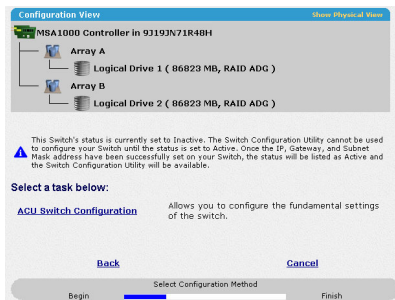 Configuration View
Show Physical View
MSA1000 Controller in 9J19JN71R48H
Array A
Logical Drive 1 ( 86823 MB, RAID ADG )
Array B
Logical Drive 2 ( 86823 MB, RAID ADG )
This Switch's status is currently set to Inactive. The Switch Configuration Utility cannot be used
to configure your Switch until the status is set to Active. Once the IP, Gateway, and Subnet
Mask address have been successfully set on your Switch, the status will be listed as Active and
the Switch Configuration Utility will be available.
Select a task below:
ACU Switch Configuration
Allows you to configure the fundamental settings
of the switch.
Back
Cancel
Select Configuration Method
Begin
Finish